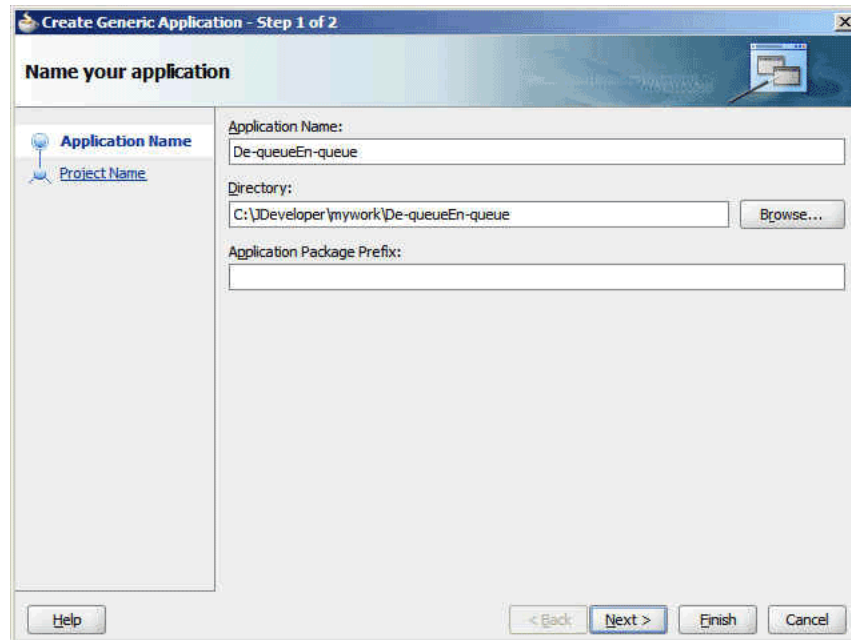 Create Generic Application - Step 1 of 2
Name your application
Application Name
Project Name
Application Name:
De-queueEn-queue
Directory:
C:\JDeveloper\mywork\De-queueEn-queue
Browse...
Application Package Prefix:
Help
< Back
Next >
Finish
Cancel